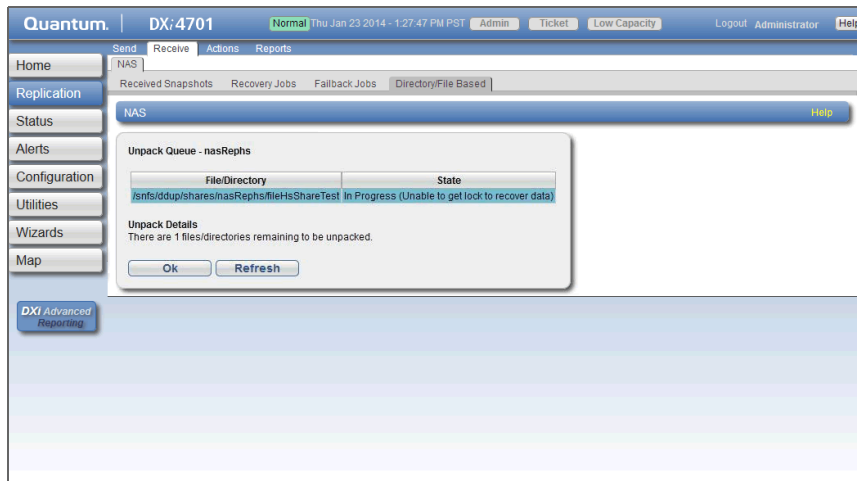 Quantum. DXi4701 Normal Thu Jan 23 2014 - 1:27:47 PM PST Admin Ticket Low Capacity Logout Administrator Help
Send Receive Actions Reports
Home
NAS
Received Snapshots Recovery Jobs Failback Jobs Directory/File Based
Replication
NAS Help
Status
Alerts
Unpack Queue - nasRephs
Configuration
File/Directory State
/snfs/ddup/shares/nasRephs/fileHsShareTest In Progress (Unable to get lock to recover data)
Utilities
Unpack Details
Wizards
There are 1 files/directories remaining to be unpacked.
Map
Ok Refresh
DXi Advanced
Reporting